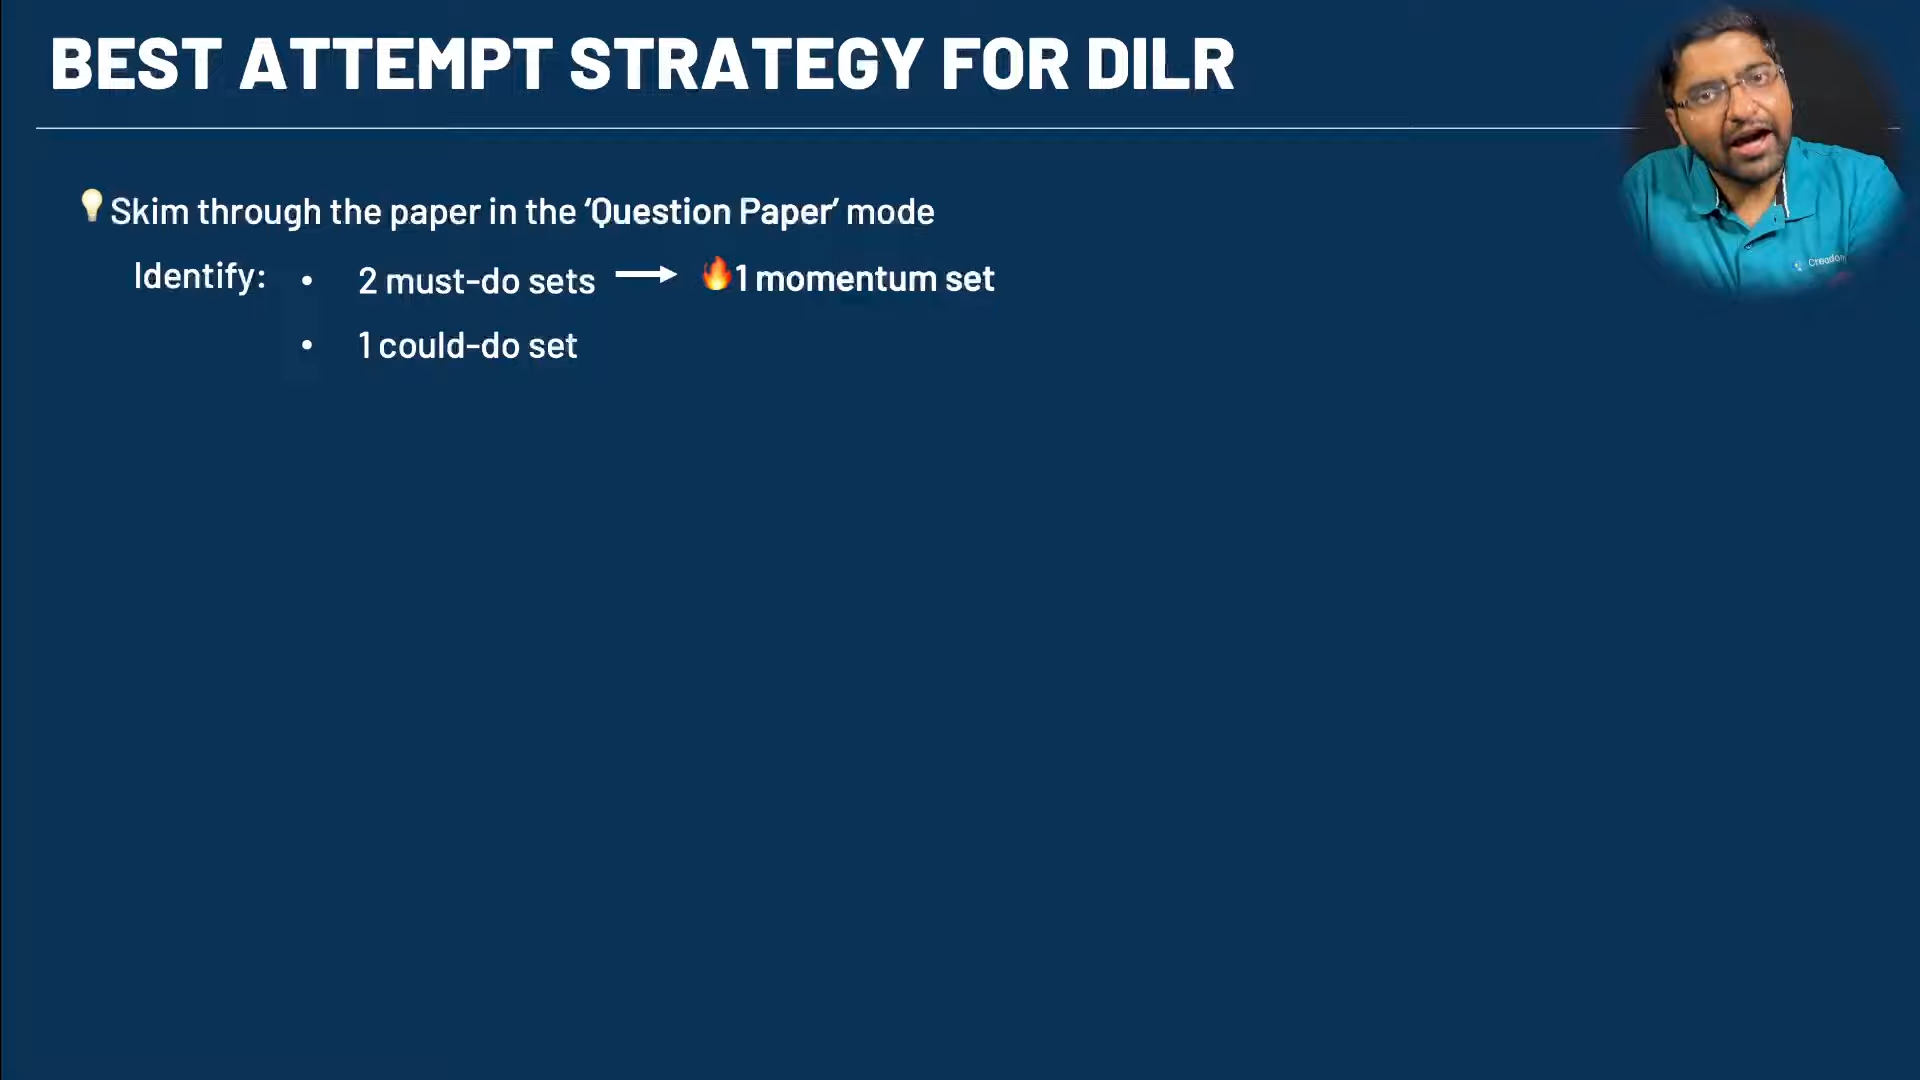 BEST ATTEMPT STRATEGY FOR DILR
💡Skim through the paper in the ‘Question Paper’ mode
Identify: • 2 must-do sets ⟶ 🔥1 momentum set
• 1 could-do set